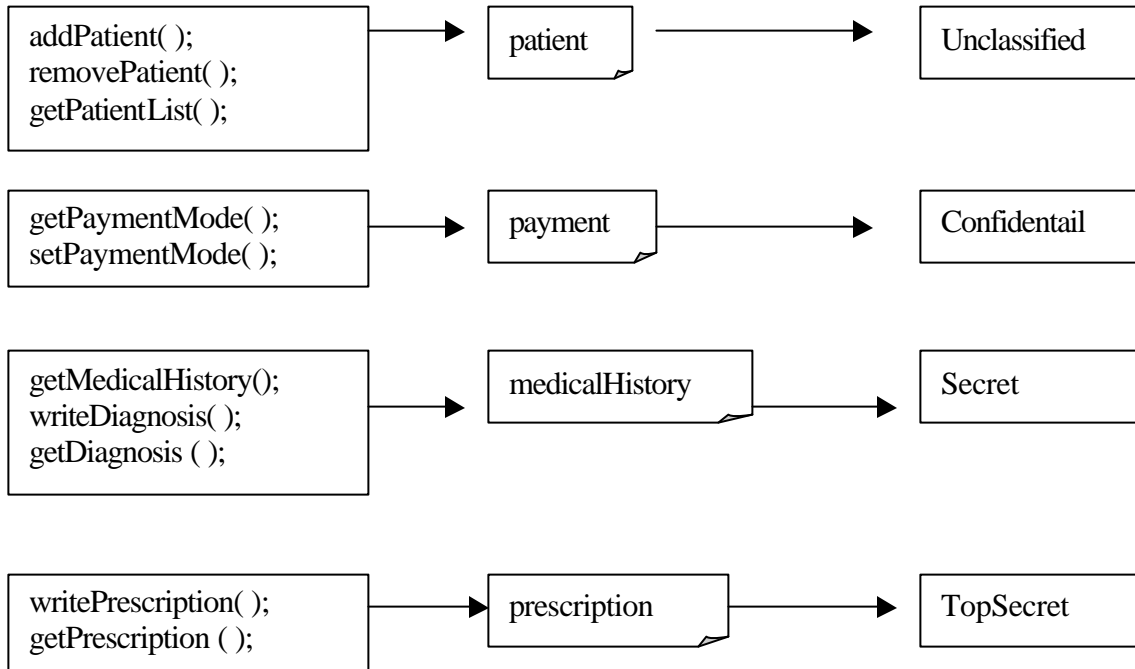 addPatient( );
removePatient( );
getPatientList( );
patient
Unclassified
getPaymentMode( );
setPaymentMode( );
payment
Confidentail
getMedicalHistory();
writeDiagnosis( );
getDiagnosis ( );
medicalHistory
Secret
writePrescription( );
getPrescription ( );
prescription
TopSecret